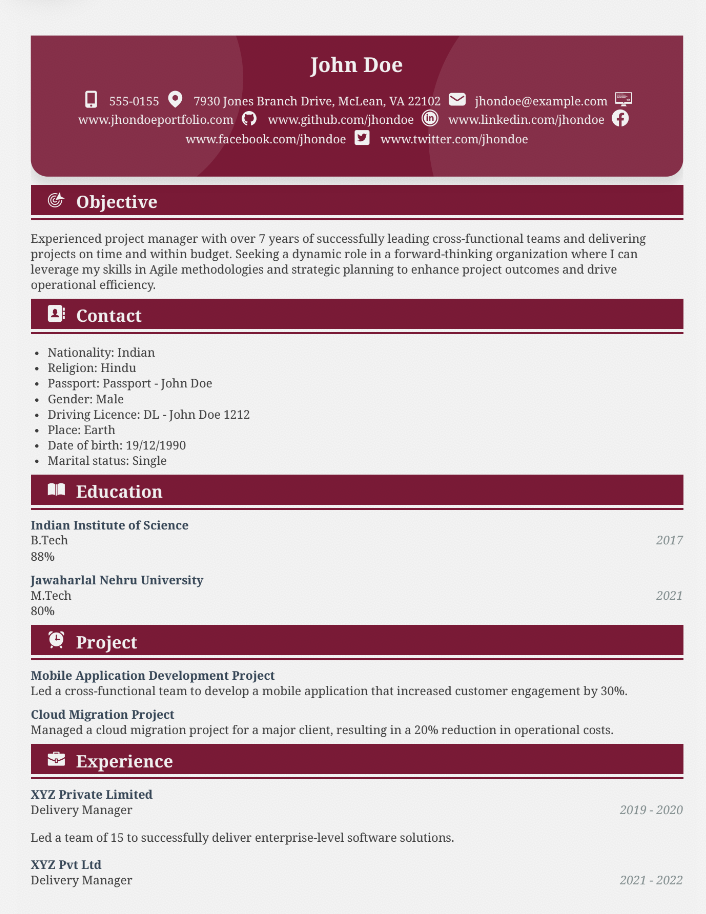 John Doe
555-0155 7930 Jones Branch Drive, McLean, VA 22102 jhondoe@example.com
www.jhondoeportfolio.com www.github.com/jhondoe www.linkedin.com/jhondoe
www.facebook.com/jhondoe www.twitter.com/jhondoe
Objective
Experienced project manager with over 7 years of successfully leading cross-functional teams and delivering
projects on time and within budget. Seeking a dynamic role in a forward-thinking organization where I can
leverage my skills in Agile methodologies and strategic planning to enhance project outcomes and drive
operational efficiency.
Contact
• Nationality: Indian
• Religion: Hindu
• Passport: Passport - John Doe
• Gender: Male
• Driving Licence: DL - John Doe 1212
• Place: Earth
• Date of birth: 19/12/1990
• Marital status: Single
Education
Indian Institute of Science
B.Tech 2017
88%
Jawaharlal Nehru University
M.Tech 2021
80%
Project
Mobile Application Development Project
Led a cross-functional team to develop a mobile application that increased customer engagement by 30%.
Cloud Migration Project
Managed a cloud migration project for a major client, resulting in a 20% reduction in operational costs.
Experience
XYZ Private Limited
Delivery Manager 2019 - 2020
Led a team of 15 to successfully deliver enterprise-level software solutions.
XYZ Pvt Ltd
Delivery Manager 2021 - 2022